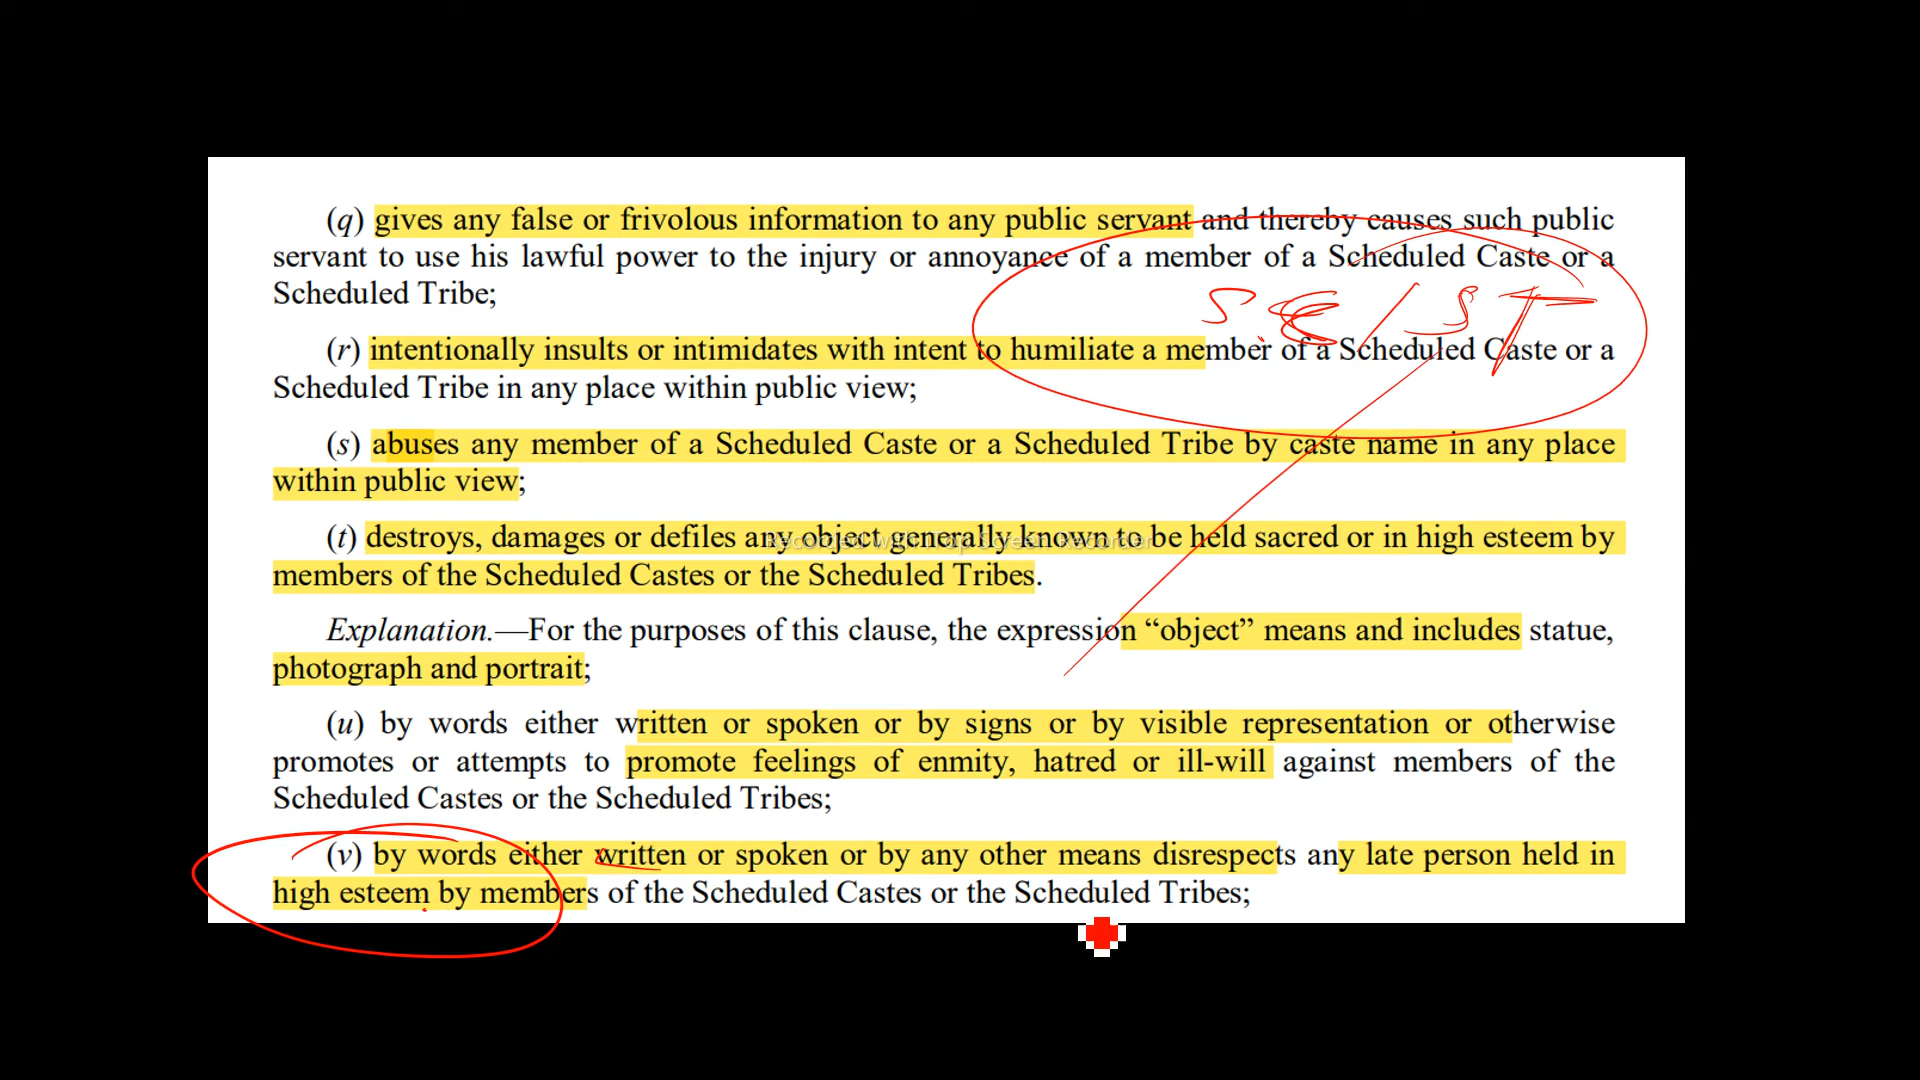 (q) gives any false or frivolous information to any public servant and thereby causes such public
servant to use his lawful power to the injury or annoyance of a member of a Scheduled Caste or a
Scheduled Tribe;
SC/ST
(r) intentionally insults or intimidates with intent to humiliate a member of a Scheduled Caste or a
Scheduled Tribe in any place within public view;
(s) abuses any member of a Scheduled Caste or a Scheduled Tribe by caste name in any place
within public view;
(t) destroys, damages or defiles any object generally known to be held sacred or in high esteem by
Recorded with iTop Screen Recorder
members of the Scheduled Castes or the Scheduled Tribes.
Explanation.—For the purposes of this clause, the expression “object” means and includes statue,
photograph and portrait;
(u) by words either written or spoken or by signs or by visible representation or otherwise
promotes or attempts to promote feelings of enmity, hatred or ill-will against members of the
Scheduled Castes or the Scheduled Tribes;
(v) by words either written or spoken or by any other means disrespects any late person held in
high esteem by members of the Scheduled Castes or the Scheduled Tribes;